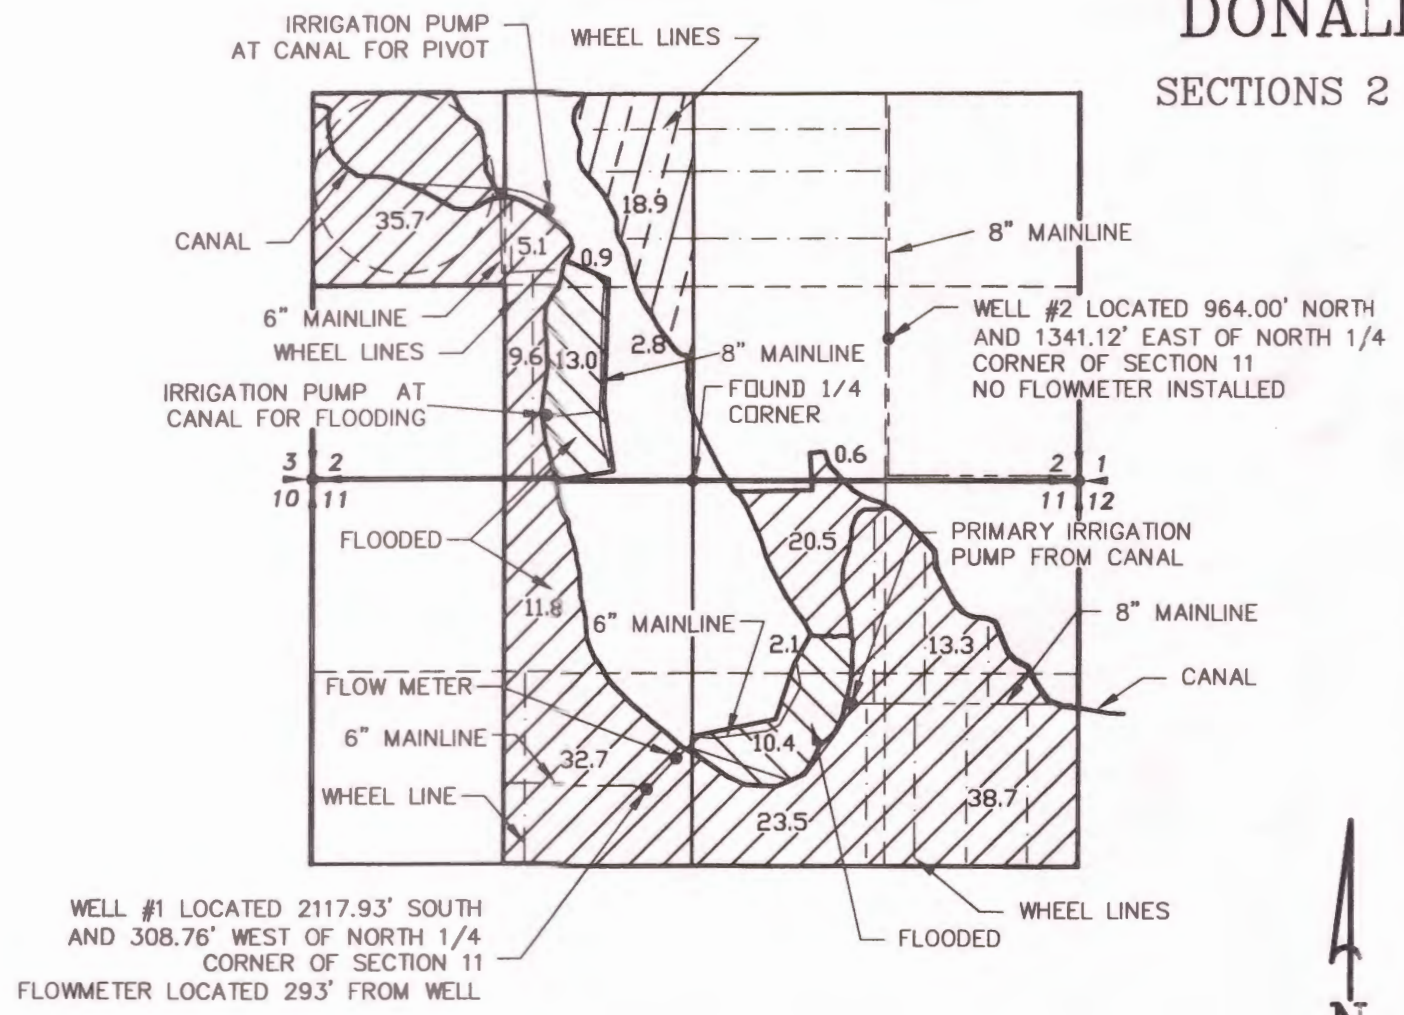 DONAL
SECTIONS 2
IRRIGATION PUMP
AT CANAL FOR PIVOT
WHEEL LINES
35.7
CANAL
18.9
5.1
0.9
8" MAINLINE
6" MAINLINE
WHEEL LINES
9.6
13.0
2.8
8" MAINLINE
WELL #2 LOCATED 964.00' NORTH
AND 1341.12' EAST OF NORTH 1/4
CORNER OF SECTION 11
NO FLOWMETER INSTALLED
IRRIGATION PUMP AT
CANAL FOR FLOODING
FOUND 1/4
CORNER
0.6
3 2
10 11
2 1
11 12
FLOODED
20.5
PRIMARY IRRIGATION
PUMP FROM CANAL
11.8
6" MAINLINE
2.1
13.3
8" MAINLINE
CANAL
FLOW METER
6" MAINLINE
32.7
10.4
WHEEL LINE
23.5
38.7
WELL #1 LOCATED 2117.93' SOUTH
AND 308.76' WEST OF NORTH 1/4
CORNER OF SECTION 11
FLOWMETER LOCATED 293' FROM WELL
WHEEL LINES
FLOODED
N